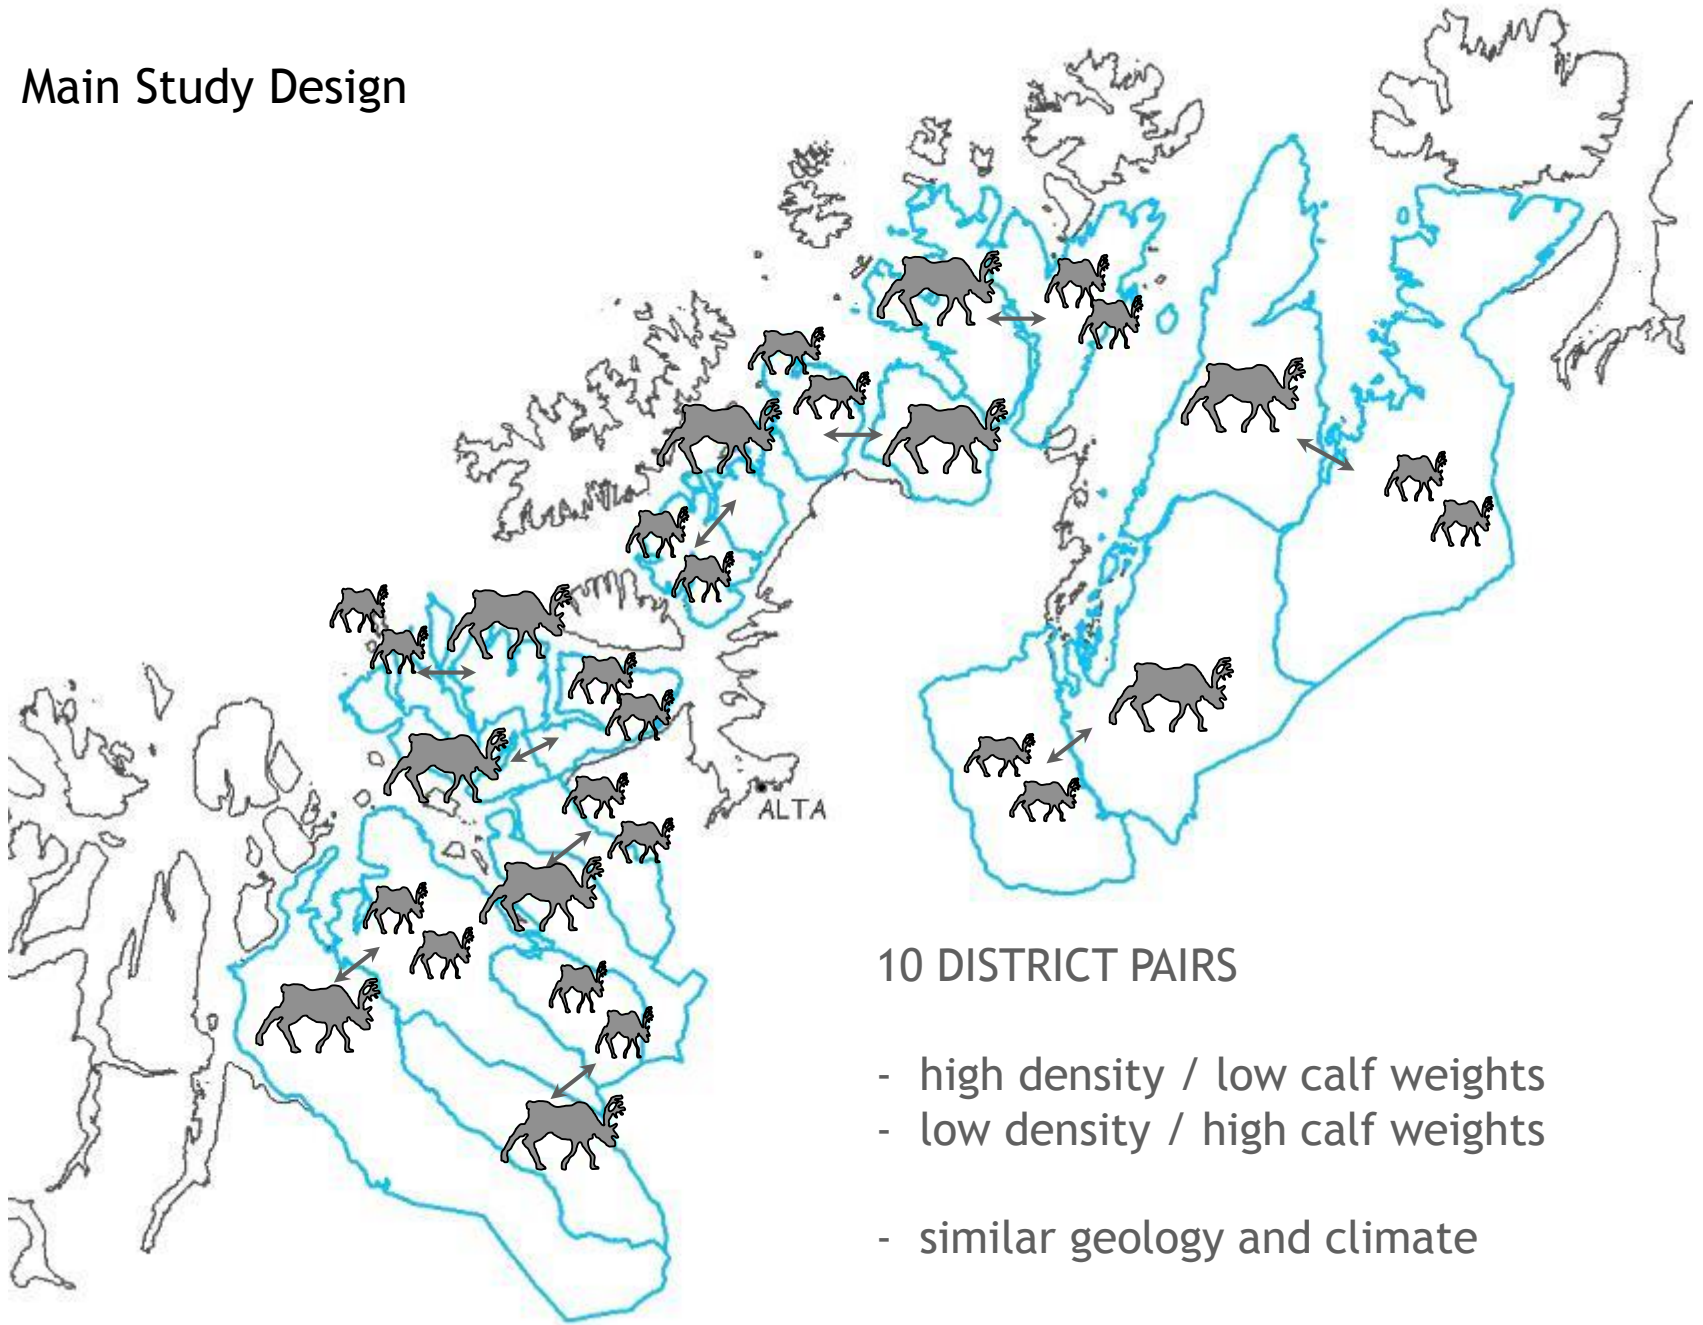 Main Study Design
ALTA
10 DISTRICT PAIRS
- high density / low calf weights
- low density / high calf weights
- similar geology and climate